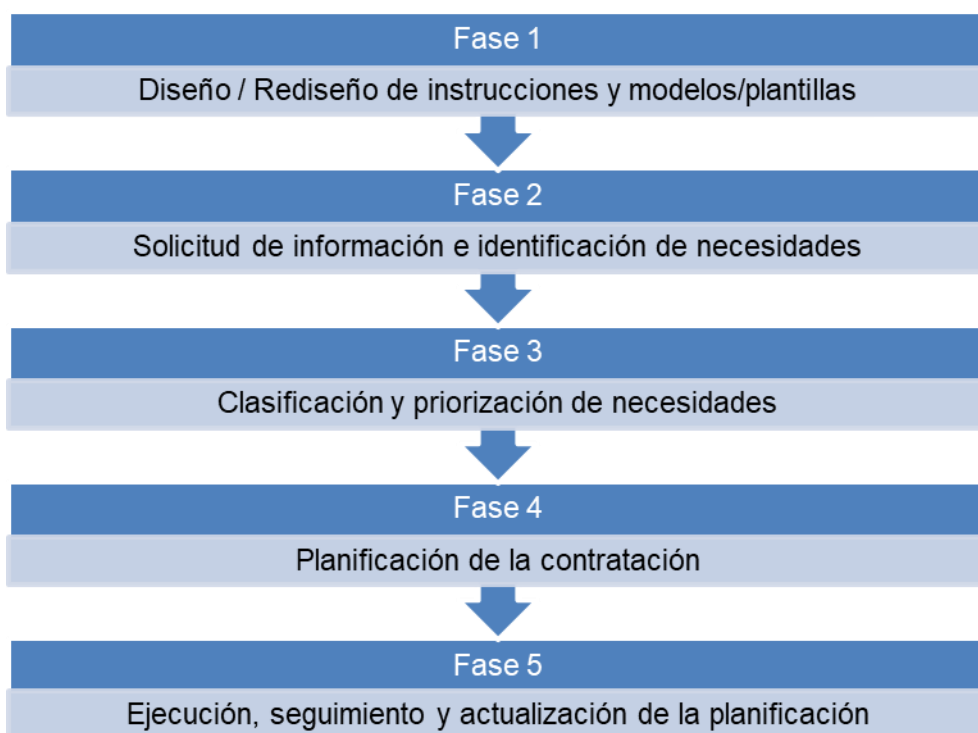 Fase 1
Diseño / Rediseño de instrucciones y modelos/plantillas
Fase 2
Solicitud de información e identificación de necesidades
Fase 3
Clasificación y priorización de necesidades
Fase 4
Planificación de la contratación
Fase 5
Ejecución, seguimiento y actualización de la planificación